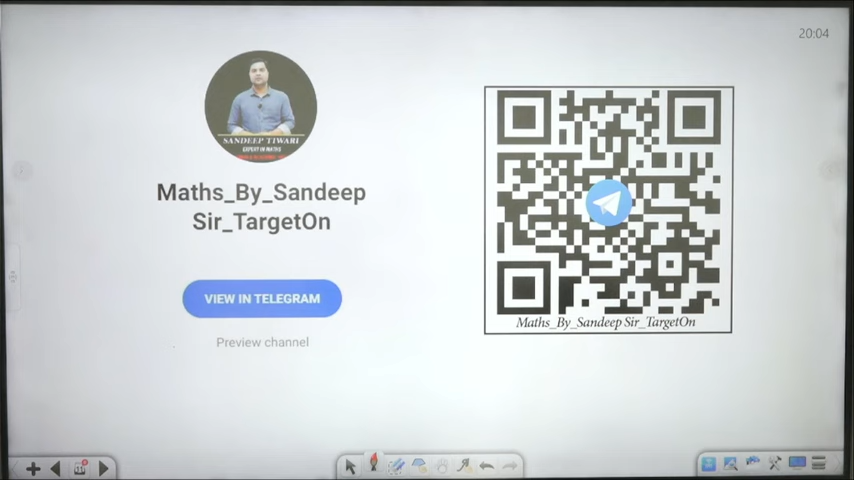 20:04
SANDEEP TIWARI
EXPERT IN MATHS
Maths_By_Sandeep
Sir_TargetOn
VIEW IN TELEGRAM
Preview channel
Maths_By_Sandeep Sir_TargetOn